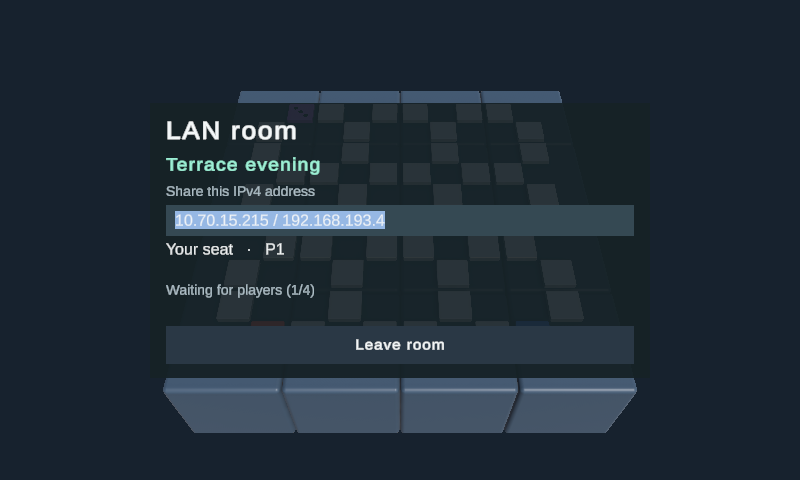 LAN room
Terrace evening
Share this IPv4 address
10.70.15.215 / 192.168.193.4
Your seat · P1
Waiting for players (1/4)
Leave room